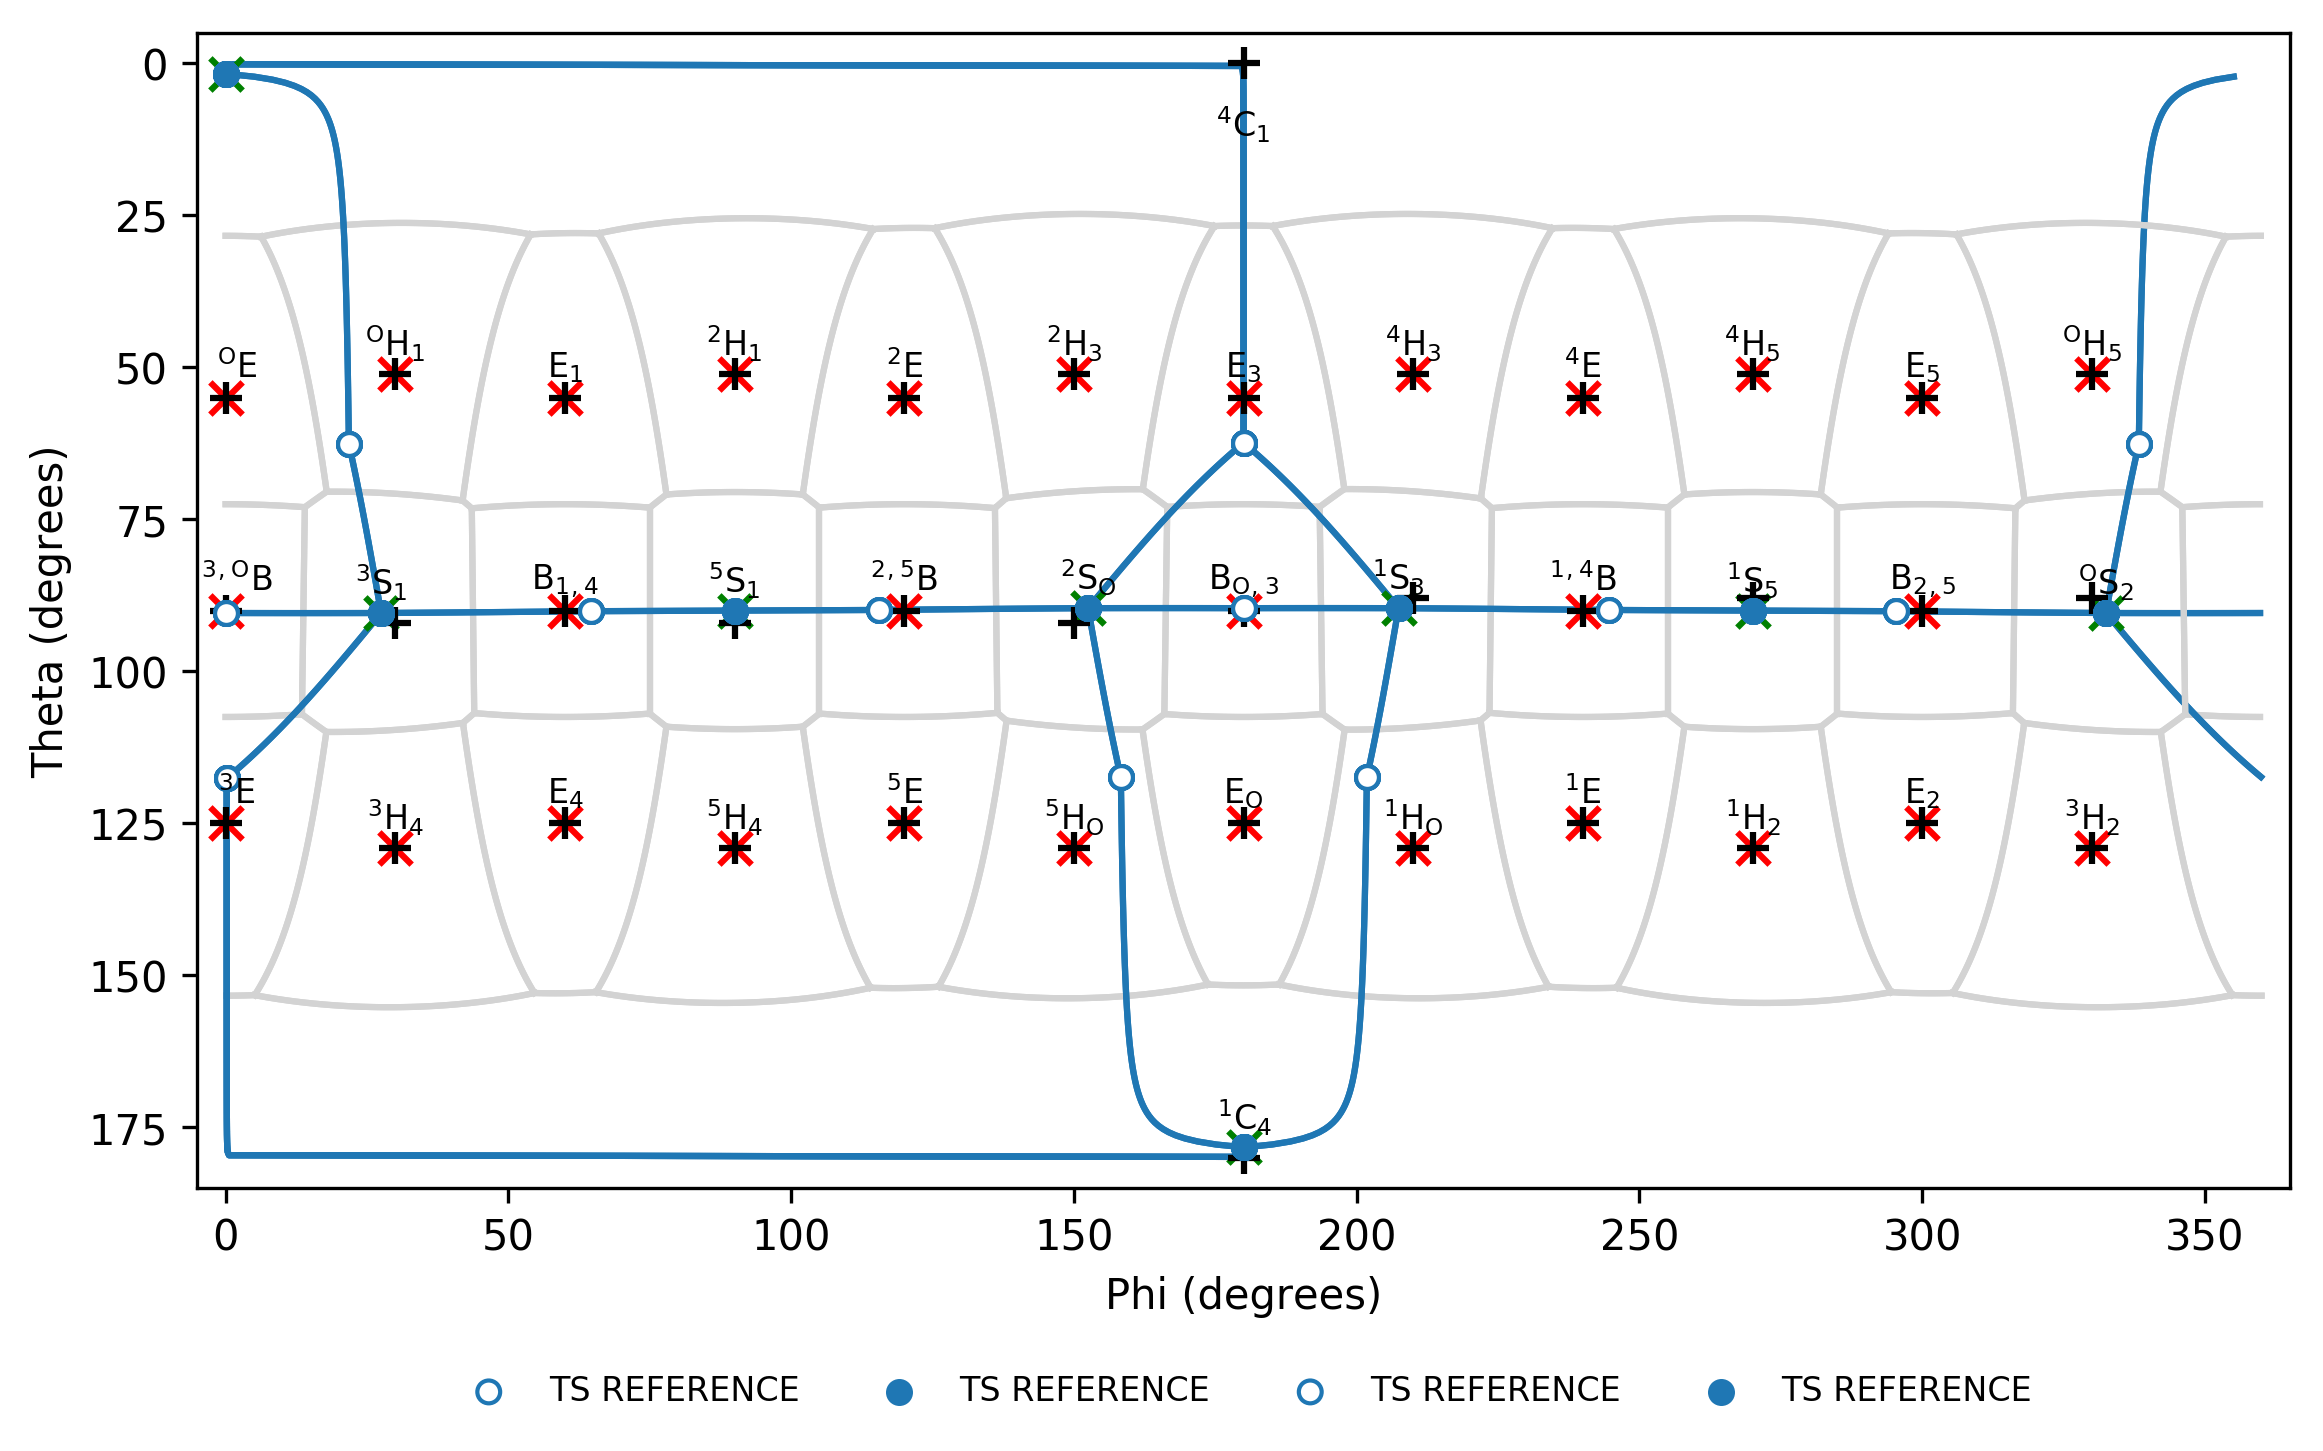 0
⁴C₁
25
ᴼH₁ ²H₁ ²H₃ ⁴H₃ ⁴H₅ ᴼH₅
50
ᴼE E₁ ²E E₃ ⁴E E₅
75
³,ᴼB ³S₁ B₁,₄ ⁵S₁ ²,⁵B ²Sₒ Bₒ,₃ ¹S₃ ¹,⁴B ¹S₅ B₂,₅ ᴼS₂
100
³E E₄ ⁵E Eₒ ¹E E₂
³H₄ ⁵H₄ ⁵Hₒ ¹Hₒ ¹H₂ ³H₂
125
150
¹C₄
175
Theta (degrees)
0 50 100 150 200 250 300 350
Phi (degrees)
TS REFERENCE TS REFERENCE TS REFERENCE TS REFERENCE